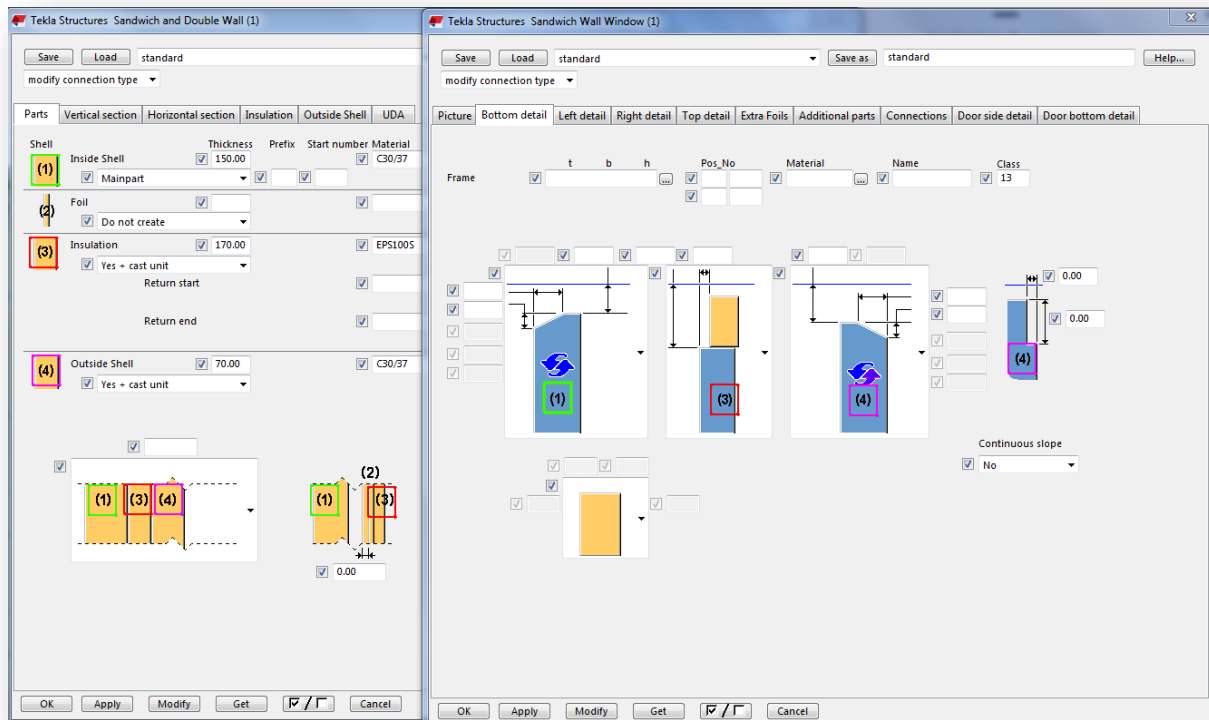 Tekla Structures Sandwich and Double Wall (1)
Save Load standard
modify connection type
Parts Vertical section Horizontal section Insulation Outside Shell UDA
Shell Thickness Prefix Start number Material
(1) Inside Shell 150.00 C30/37
Mainpart
(2) Foil
Do not create
(3) Insulation 170.00 EPS100S
Yes + cast unit
Return start
Return end
(4) Outside Shell 70.00 C30/37
Yes + cast unit
(2)
(1) (3) (4) (1) (3)
0.00
OK Apply Modify Get / Cancel
Tekla Structures Sandwich Wall Window (1)
Save Load standard Save as standard Help...
modify connection type
Picture Bottom detail Left detail Right detail Top detail Extra Foils Additional parts Connections Door side detail Door bottom detail
t b h Pos_No Material Name Class
Frame ... ... 13
0.00
0.00
(4)
(1) (3) (4)
Continuous slope
No
OK Apply Modify Get / Cancel